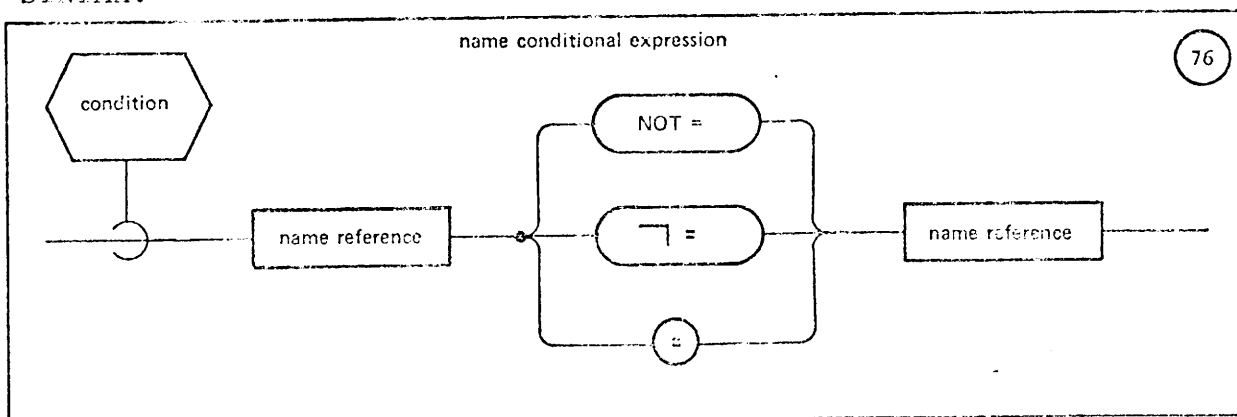 name conditional expression
76
condition
NOT =
name reference
¬ =
name reference
=